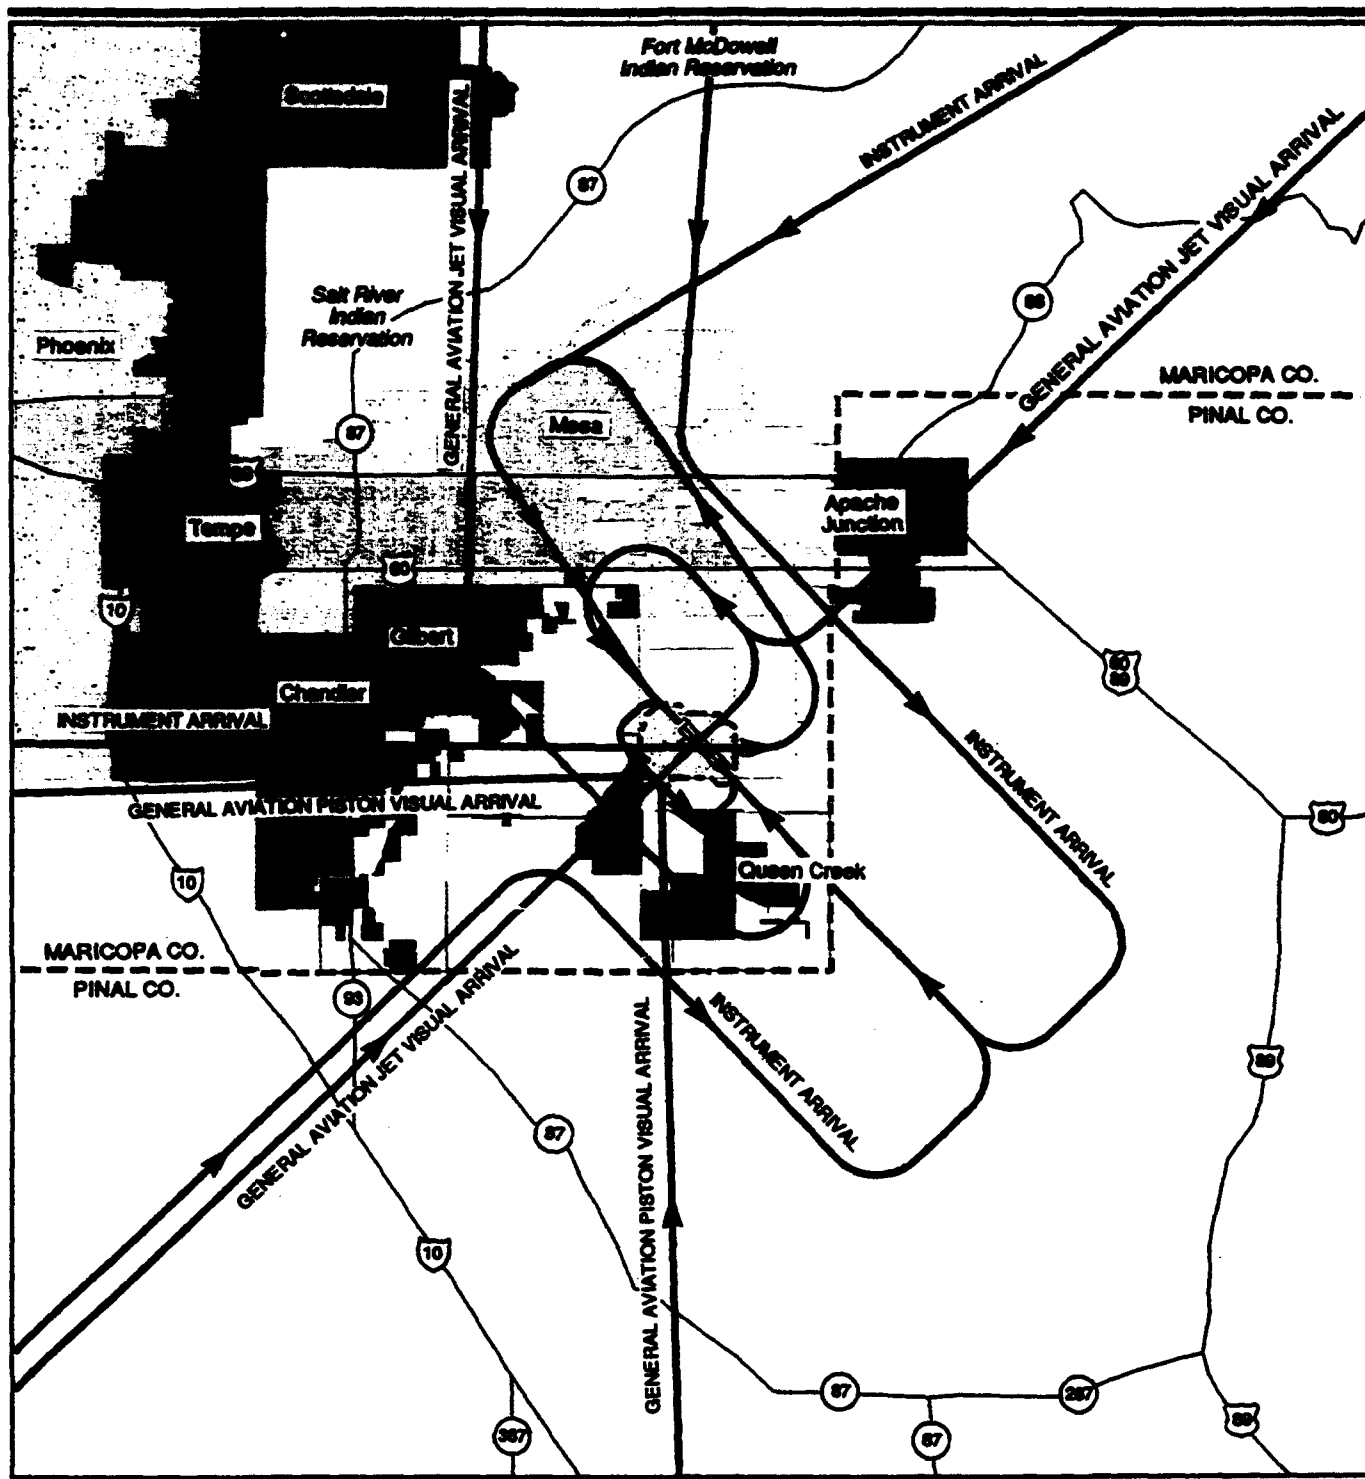 Fort McDowell
Indian Reservation
Scottsdale
INSTRUMENT ARRIVAL
GENERAL AVIATION JET VISUAL ARRIVAL
GENERAL AVIATION JET VISUAL ARRIVAL
87
Salt River
Indian
Reservation
88
Phoenix
MARICOPA CO.
PINAL CO.
87
Mesa
Apache
Junction
Tempe
60
10
Gilbert
60
89
Chandler
INSTRUMENT ARRIVAL
INSTRUMENT ARRIVAL
GENERAL AVIATION PISTON VISUAL ARRIVAL
60
10
Queen Creek
MARICOPA CO.
PINAL CO.
93
GENERAL AVIATION JET VISUAL ARRIVAL
INSTRUMENT ARRIVAL
GENERAL AVIATION PISTON VISUAL ARRIVAL
89
87
10
87
287
89
387
87